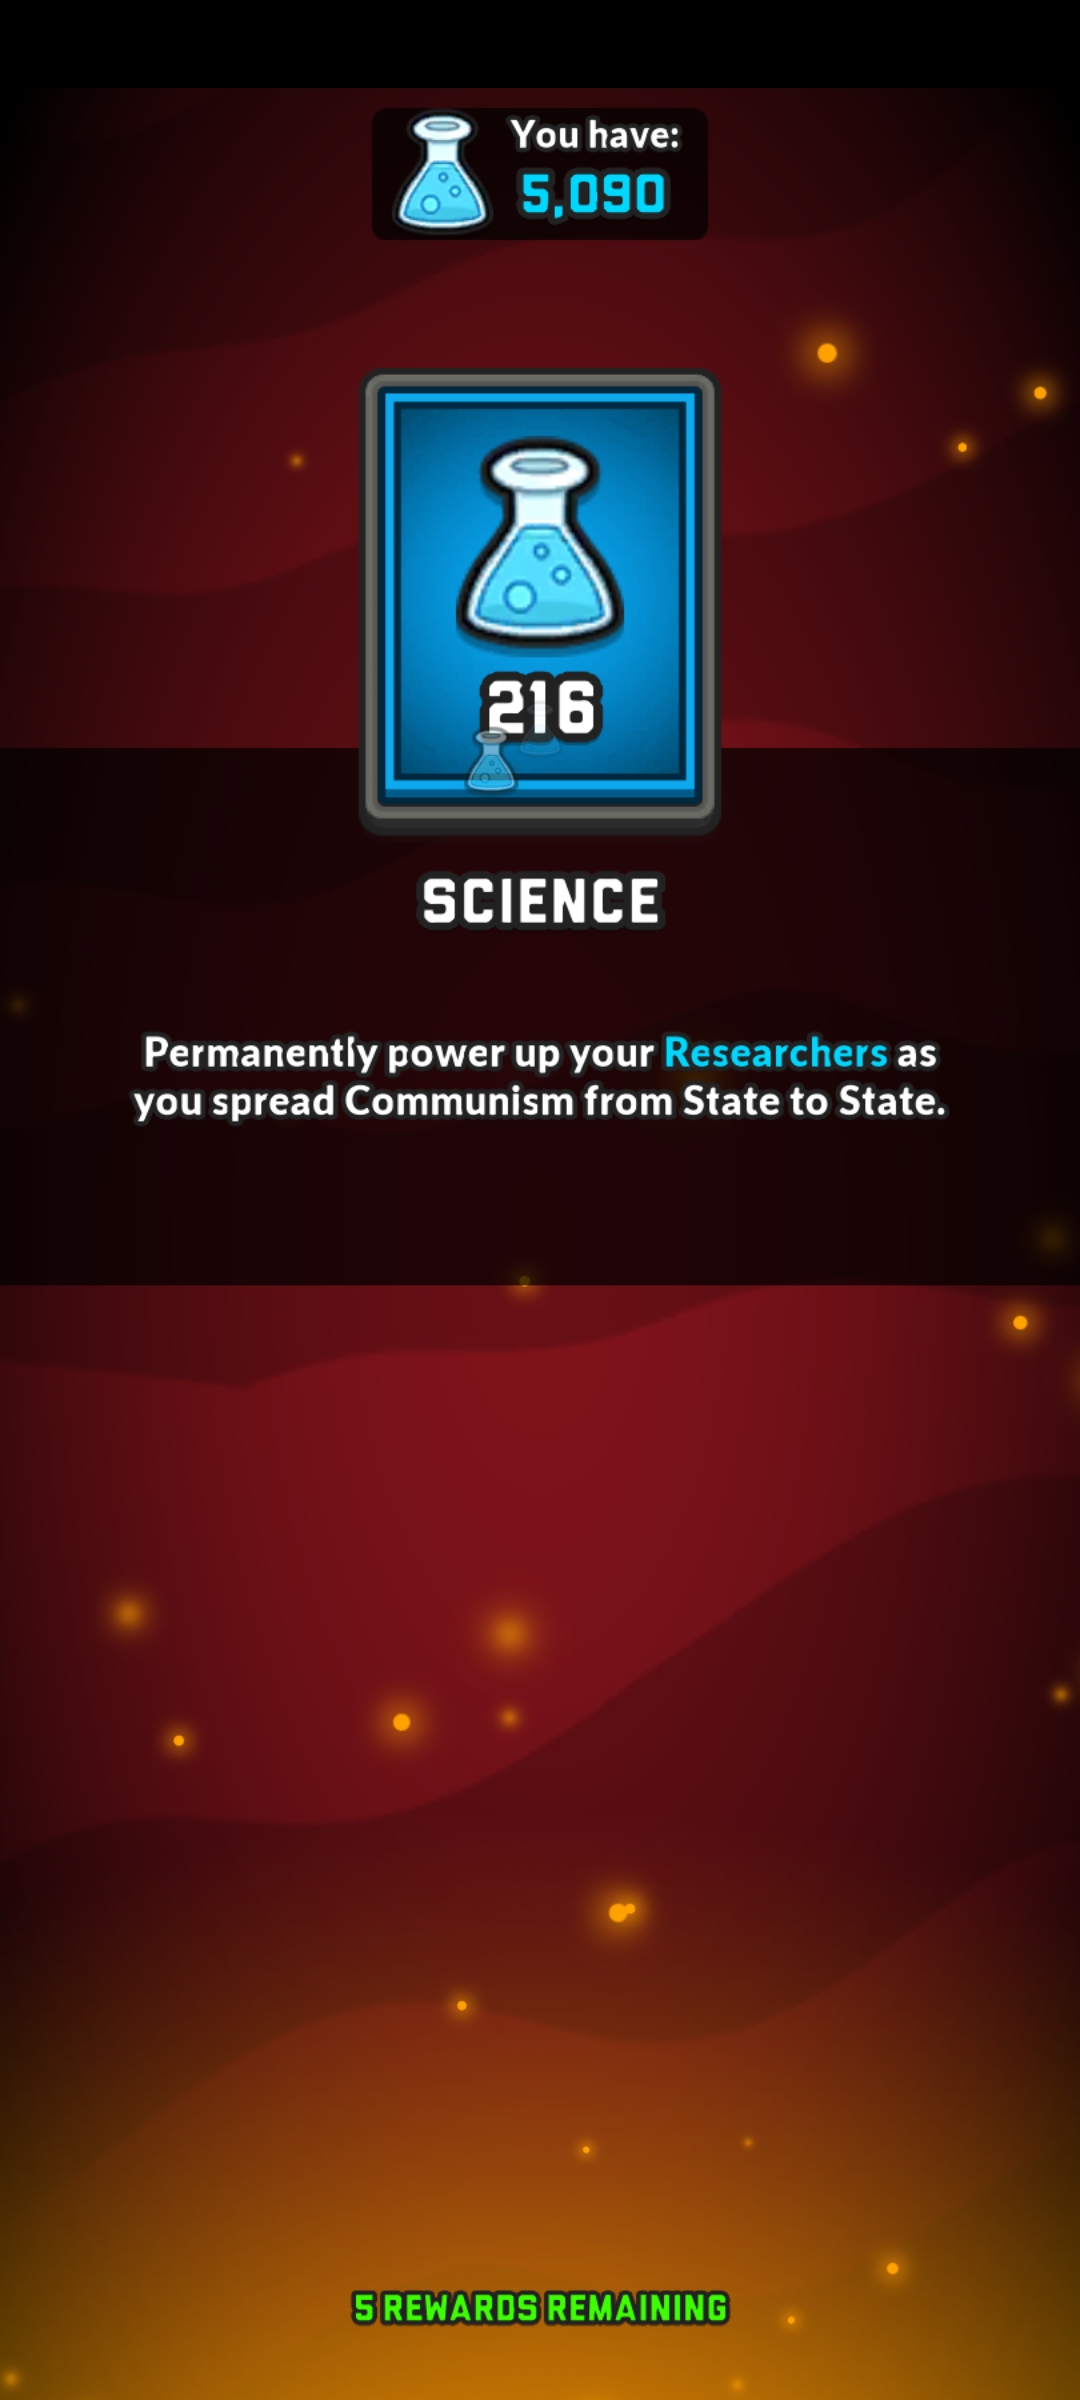 You have:
5,090
216
SCIENCE
Permanently power up your Researchers as
you spread Communism from State to State.
5 REWARDS REMAINING